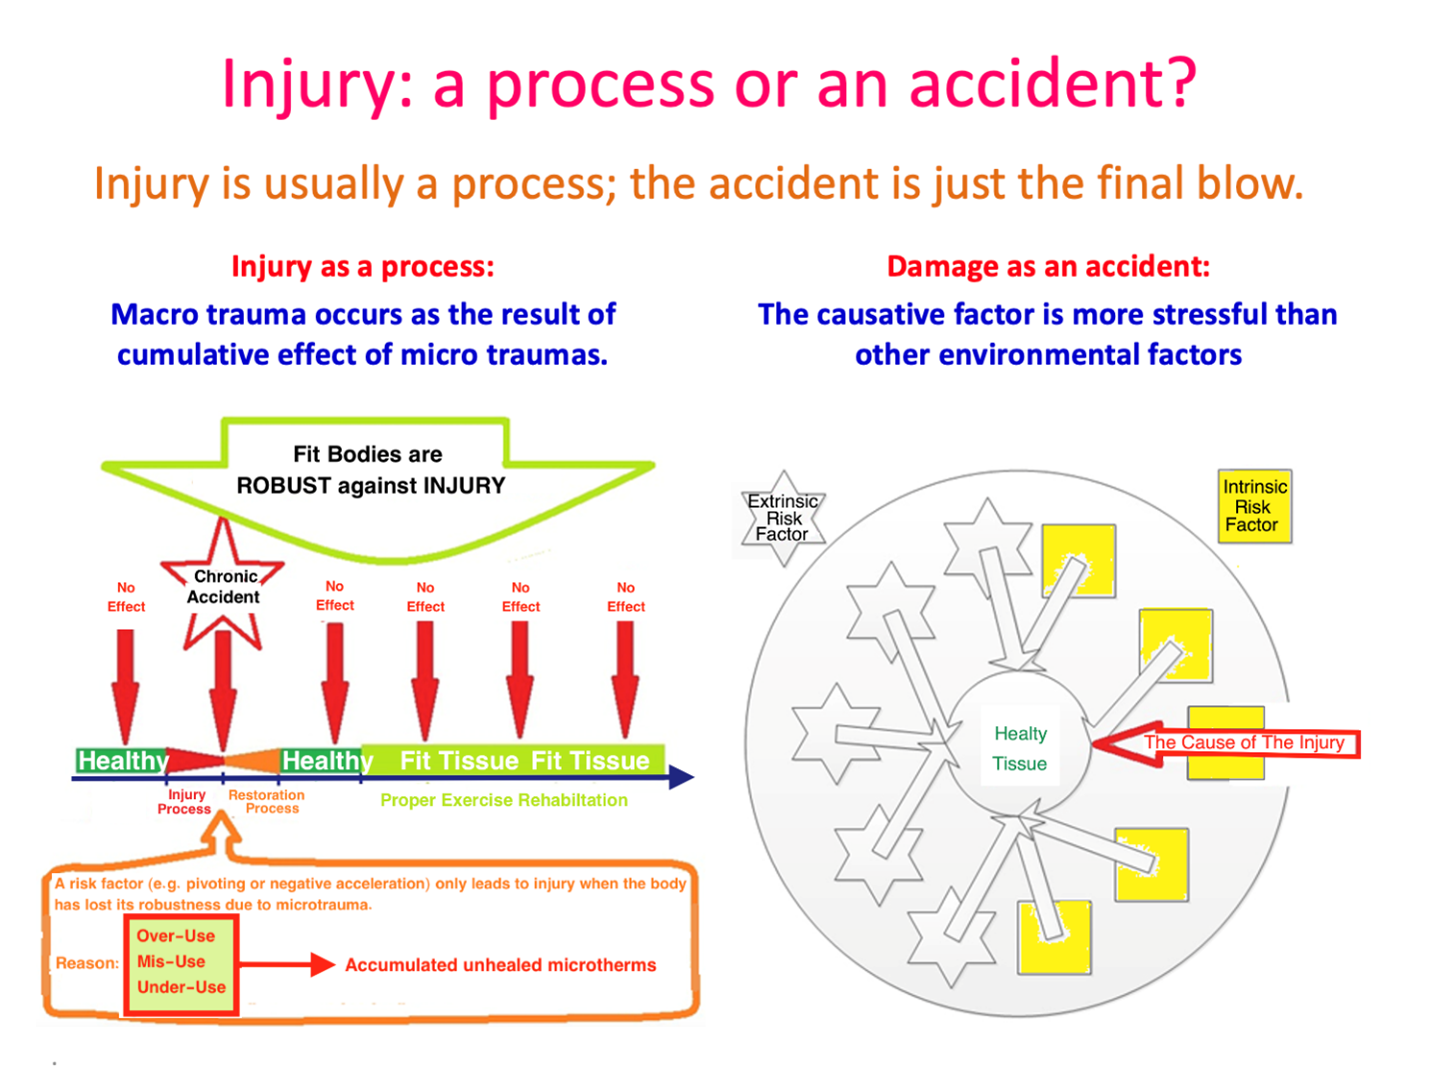 Injury: a process or an accident?
Injury is usually a process; the accident is just the final blow.
Injury as a process:
Macro trauma occurs as the result of
cumulative effect of micro traumas.
Damage as an accident:
The causative factor is more stressful than
other environmental factors
Fit Bodies are
ROBUST against INJURY
Chronic
Accident
No
Effect
No
Effect
No
Effect
No
Effect
No
Effect
Healthy
Healthy
Fit Tissue Fit Tissue
Injury
Process
Restoration
Process
Proper Exercise Rehabiltation
A risk factor (e.g. pivoting or negative acceleration) only leads to injury when the body
has lost its robustness due to microtrauma.
Reason:
Over-Use
Mis-Use
Under-Use
Accumulated unhealed microtherms
Extrinsic
Risk
Factor
Intrinsic
Risk
Factor
Healty
Tissue
The Cause of The Injury